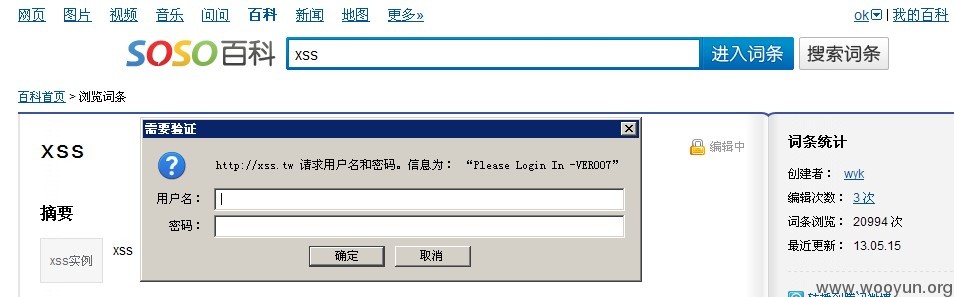 网页 图片 视频 音乐 问问 百科 新闻 地图 更多» ok | 我的百科
SOSO百科 xss 进入词条 搜索词条
百科首页 > 浏览词条
xss
编辑中
摘要
xss实例
xss
需要验证
http://xss.tw 请求用户名和密码。信息为： “Please Login In -VER007”
用户名：
密码：
确定 取消
词条统计
创建者： wyk
编辑次数： 3 次
词条浏览： 20994 次
最近更新： 13.05.15
www.wooyun.org